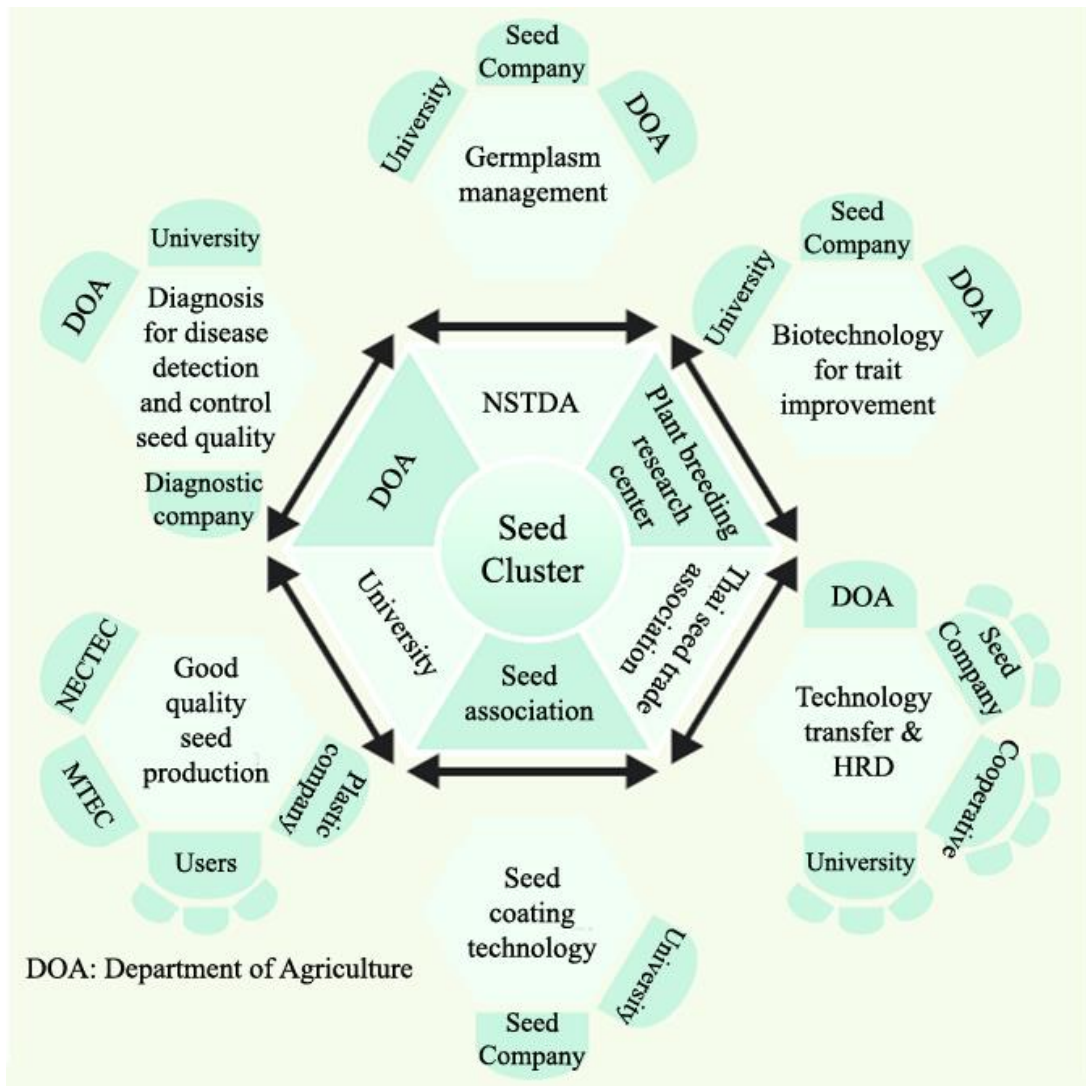 Seed
Company
University
DOA
Germplasm
management
University
DOA
Diagnosis
for disease
detection
and control
seed quality
Diagnostic
company
Seed
Company
University
DOA
Biotechnology
for trait
improvement
NSTDA
DOA
Plant breeding
research
center
Seed
Cluster
University
Thai seed trade
association
Seed
association
NECTEC
MTEC
Good
quality
seed
production
Plastic
company
Users
DOA
Seed
Company
Technology
transfer &
HRD
Cooperative
University
Seed
coating
technology
University
Seed
Company
DOA: Department of Agriculture